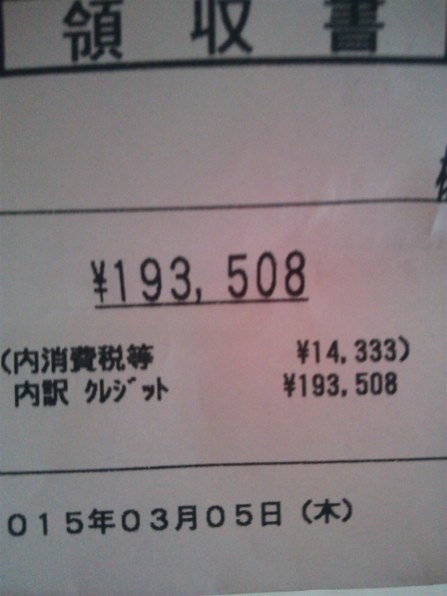 領収書
¥193,508
(内消費税等 ¥14,333)
内訳 クレジット ¥193,508
015年03月05日(木)